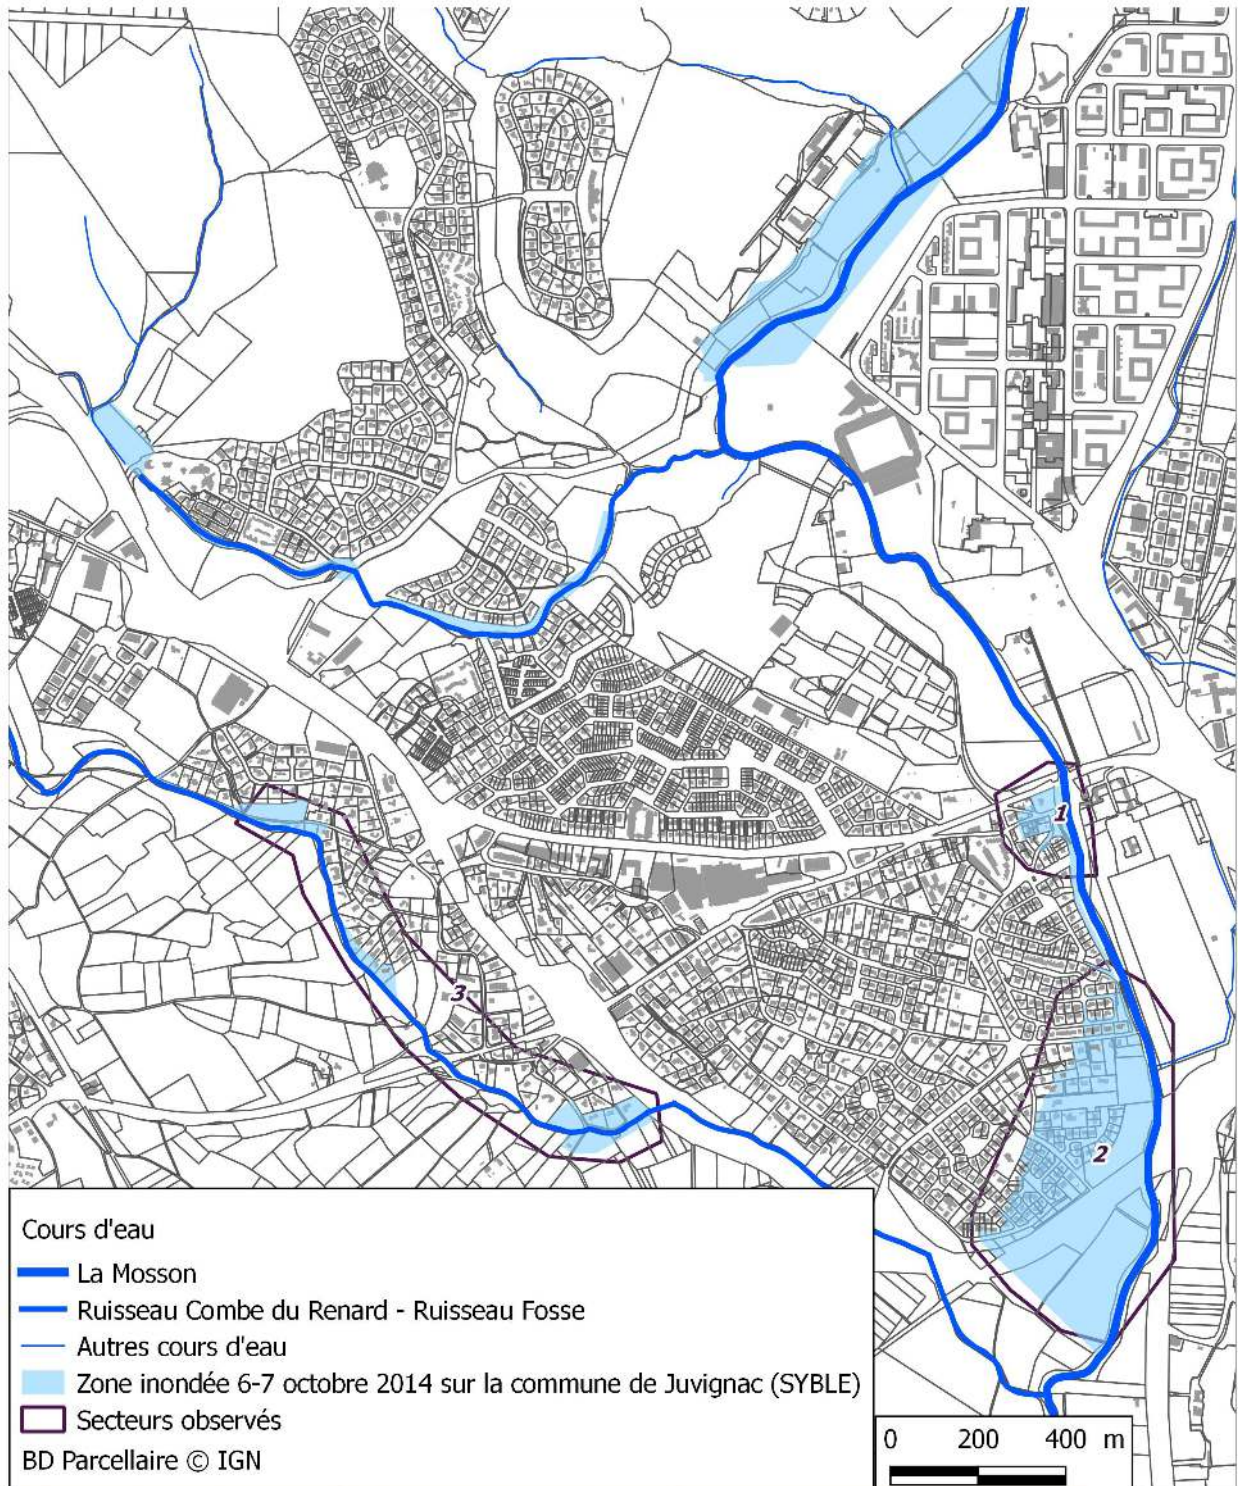 1
3
2
Cours d'eau
La Mosson
Ruisseau Combe du Renard - Ruisseau Fosse
Autres cours d'eau
Zone inondée 6-7 octobre 2014 sur la commune de Juvignac (SYBLE)
Secteurs observés
BD Parcellaire © IGN
0 200 400 m